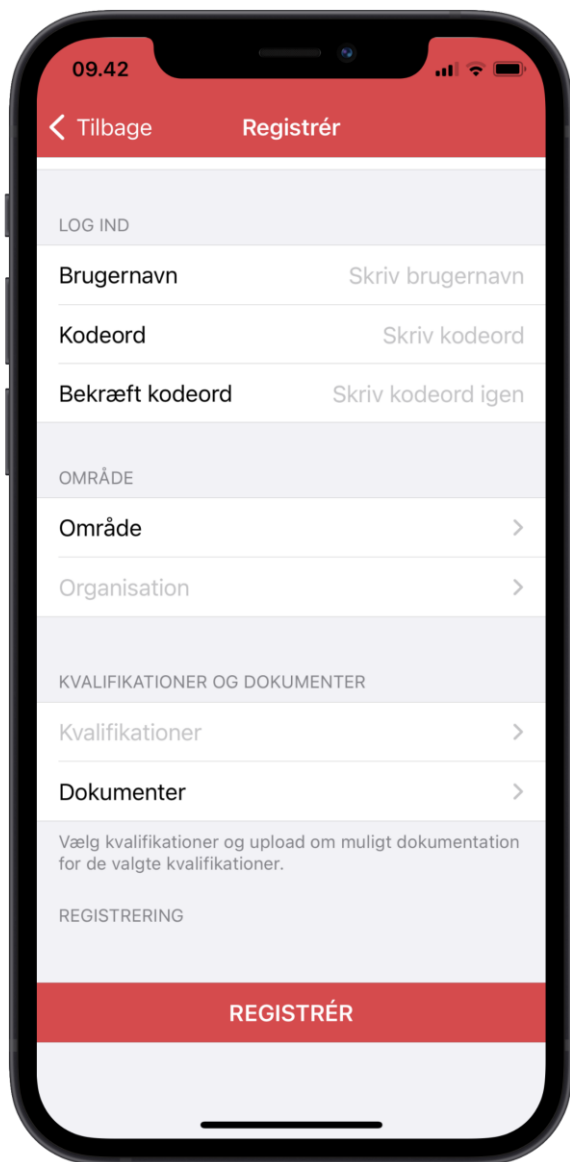 09.42
Tilbage
Registrér
LOG IND
Brugernavn
Skriv brugernavn
Kodeord
Skriv kodeord
Bekræft kodeord
Skriv kodeord igen
OMRÅDE
Område
Organisation
KVALIFIKATIONER OG DOKUMENTER
Kvalifikationer
Dokumenter
Vælg kvalifikationer og upload om muligt dokumentation
for de valgte kvalifikationer.
REGISTRERING
REGISTRÉR